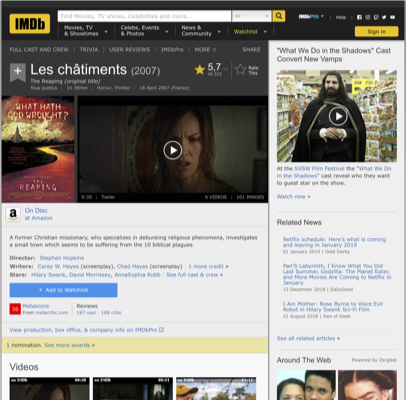 IMDb
Find Movies, TV shows, Celebrities and more...
All
IMDbPro
Help
Movies, TV
& Showtimes
Celebs, Events
& Photos
News &
Community
Watchlist
Sign in
FULL CAST AND CREW | TRIVIA | USER REVIEWS | IMDbPro | MORE
SHARE
Les châtiments (2007)
The Reaping (original title)
Tous publics | 1h 39min | Horror, Thriller | 18 April 2007 (France)
5,7
Rate
This
WHAT HATH
GOD WROUGHT?
THE
REAPING
0:30 | Trailer
6 VIDEOS | 101 IMAGES
On Disc
at Amazon
A former Christian missionary, who specializes in debunking religious phenomena, investigates
a small town which seems to be suffering from the 10 biblical plagues.
Director: Stephen Hopkins
Writers: Carey W. Hayes (screenplay), Chad Hayes (screenplay) | 1 more credit »
Stars: Hilary Swank, David Morrissey, AnnaSophia Robb | See full cast & crew »
+ Add to Watchlist
36
Metascore
From metacritic.com
Reviews
187 user | 198 critic
View production, box office, & company info on IMDbPro
1 nomination. See more awards »
Videos
"What We Do in the Shadows" Cast
Convert New Vamps
At the SXSW Film Festival the "What We Do
in the Shadows" cast reveal who they want
to guest star on the show.
Watch now »
Related News
Netflix schedule: Here's what is coming
and leaving in January 2019
01 January 2019 | Gold Derby
Pan'S Labyrinth, I Know What You Did
Last Summer, Godzilla: The Planet Eater,
and More Movies Are Coming to Netflix in
January
13 December 2018 | DailyDead
I Am Mother: Rose Byrne to Voice Evil
Robot in Hilary Swank Sci-Fi Film
21 August 2018 | Den of Geek
See all related articles »
Around The Web
Powered by ZergNet